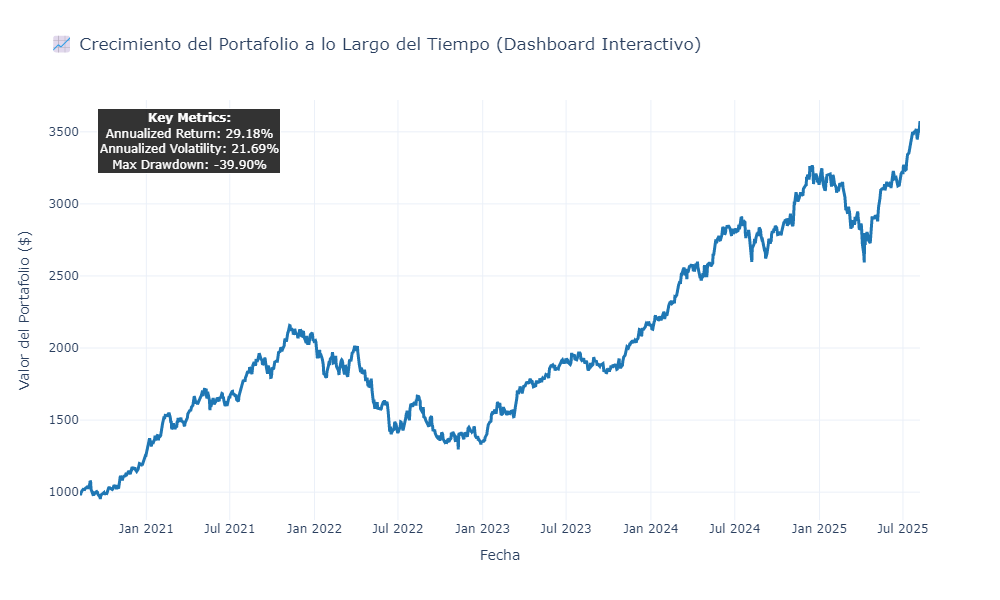 📈 Crecimiento del Portafolio a lo Largo del Tiempo (Dashboard Interactivo)
Key Metrics:
Annualized Return: 29.18%
Annualized Volatility: 21.69%
Max Drawdown: -39.90%
Valor del Portafolio ($)
3500
3000
2500
2000
1500
1000
Jan 2021 Jul 2021 Jan 2022 Jul 2022 Jan 2023 Jul 2023 Jan 2024 Jul 2024 Jan 2025 Jul 2025
Fecha